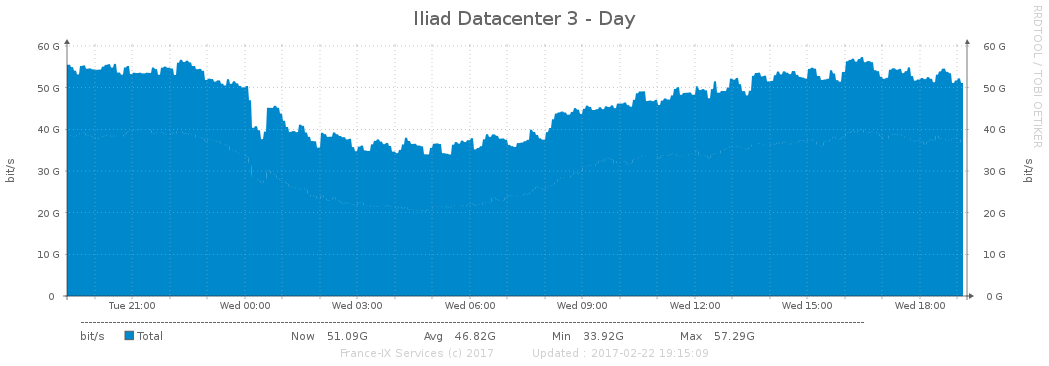 Iliad Datacenter 3 - Day
RRDTOOL / TOBI OETIKER
60 G 60 G
50 G 50 G
40 G 40 G
30 G 30 G
20 G 20 G
10 G 10 G
0 0 G
bit/s bit/s
Tue 21:00 Wed 00:00 Wed 03:00 Wed 06:00 Wed 09:00 Wed 12:00 Wed 15:00 Wed 18:00
bit/s Total Now 51.09G Avg 46.82G Min 33.92G Max 57.29G
France-IX Services (c) 2017 Updated : 2017-02-22 19:15:09